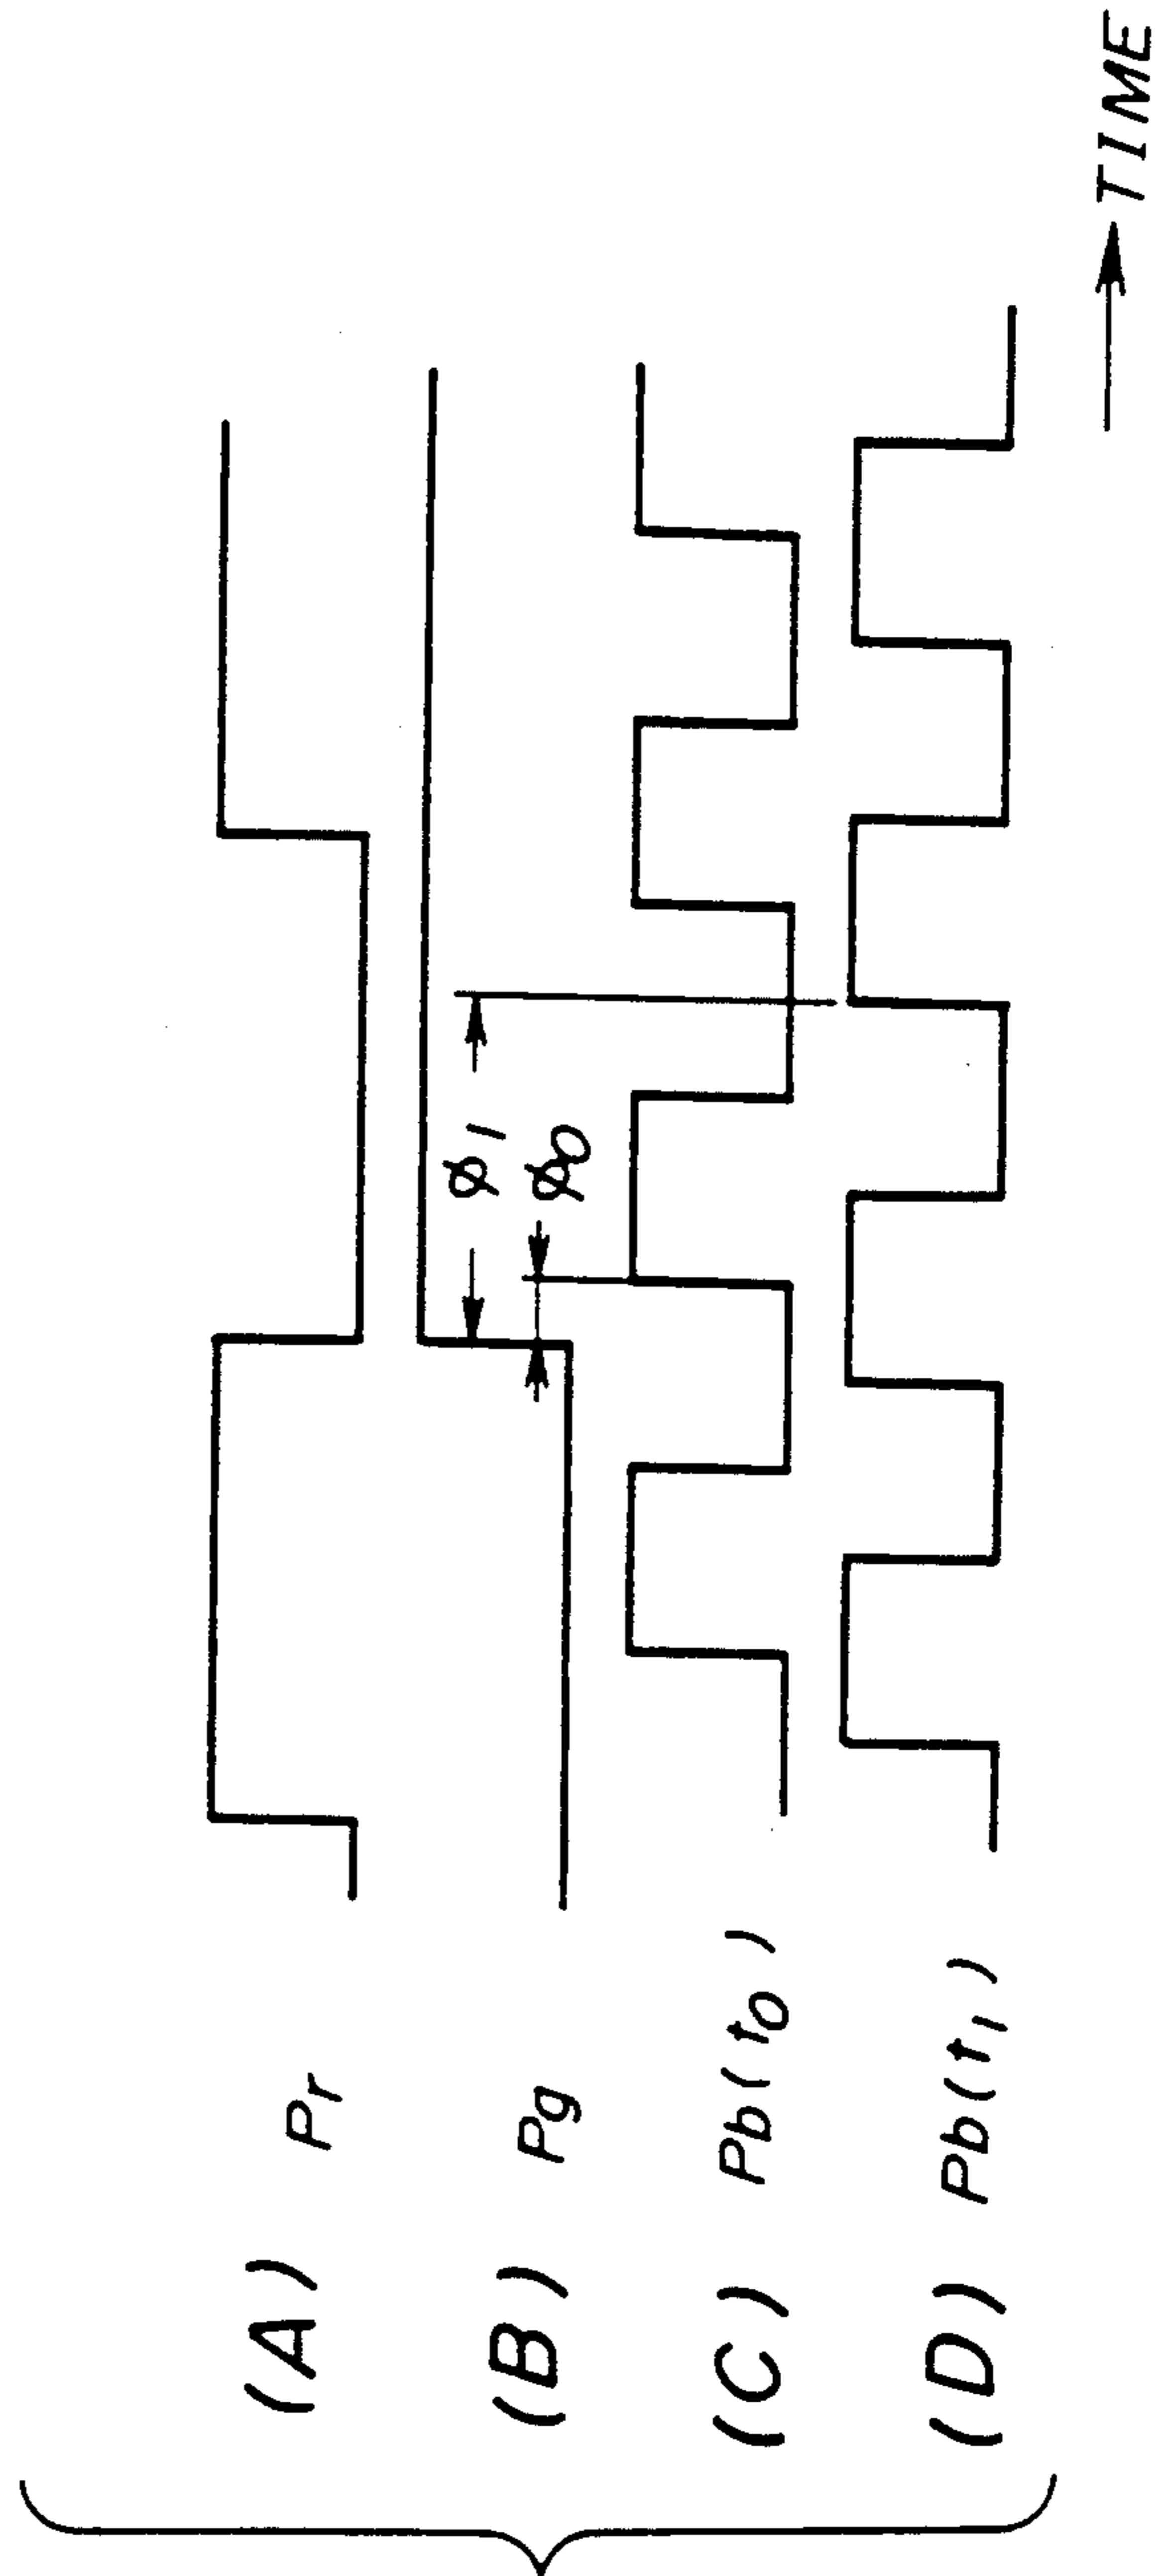 (A) Pr
(B) Pg
ϕ1
ϕ0
(C) Pb(t0)
(D) Pb(t1)
TIME